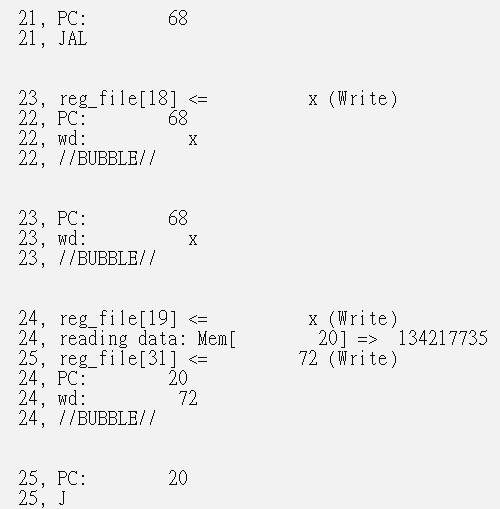 21, PC: 68
21, JAL
23, reg_file[18] <= x (Write)
22, PC: 68
22, wd: x
22, //BUBBLE//
23, PC: 68
23, wd: x
23, //BUBBLE//
24, reg_file[19] <= x (Write)
24, reading data: Mem[ 20] => 134217735
25, reg_file[31] <= 72 (Write)
24, PC: 20
24, wd: 72
24, //BUBBLE//
25, PC: 20
25, J